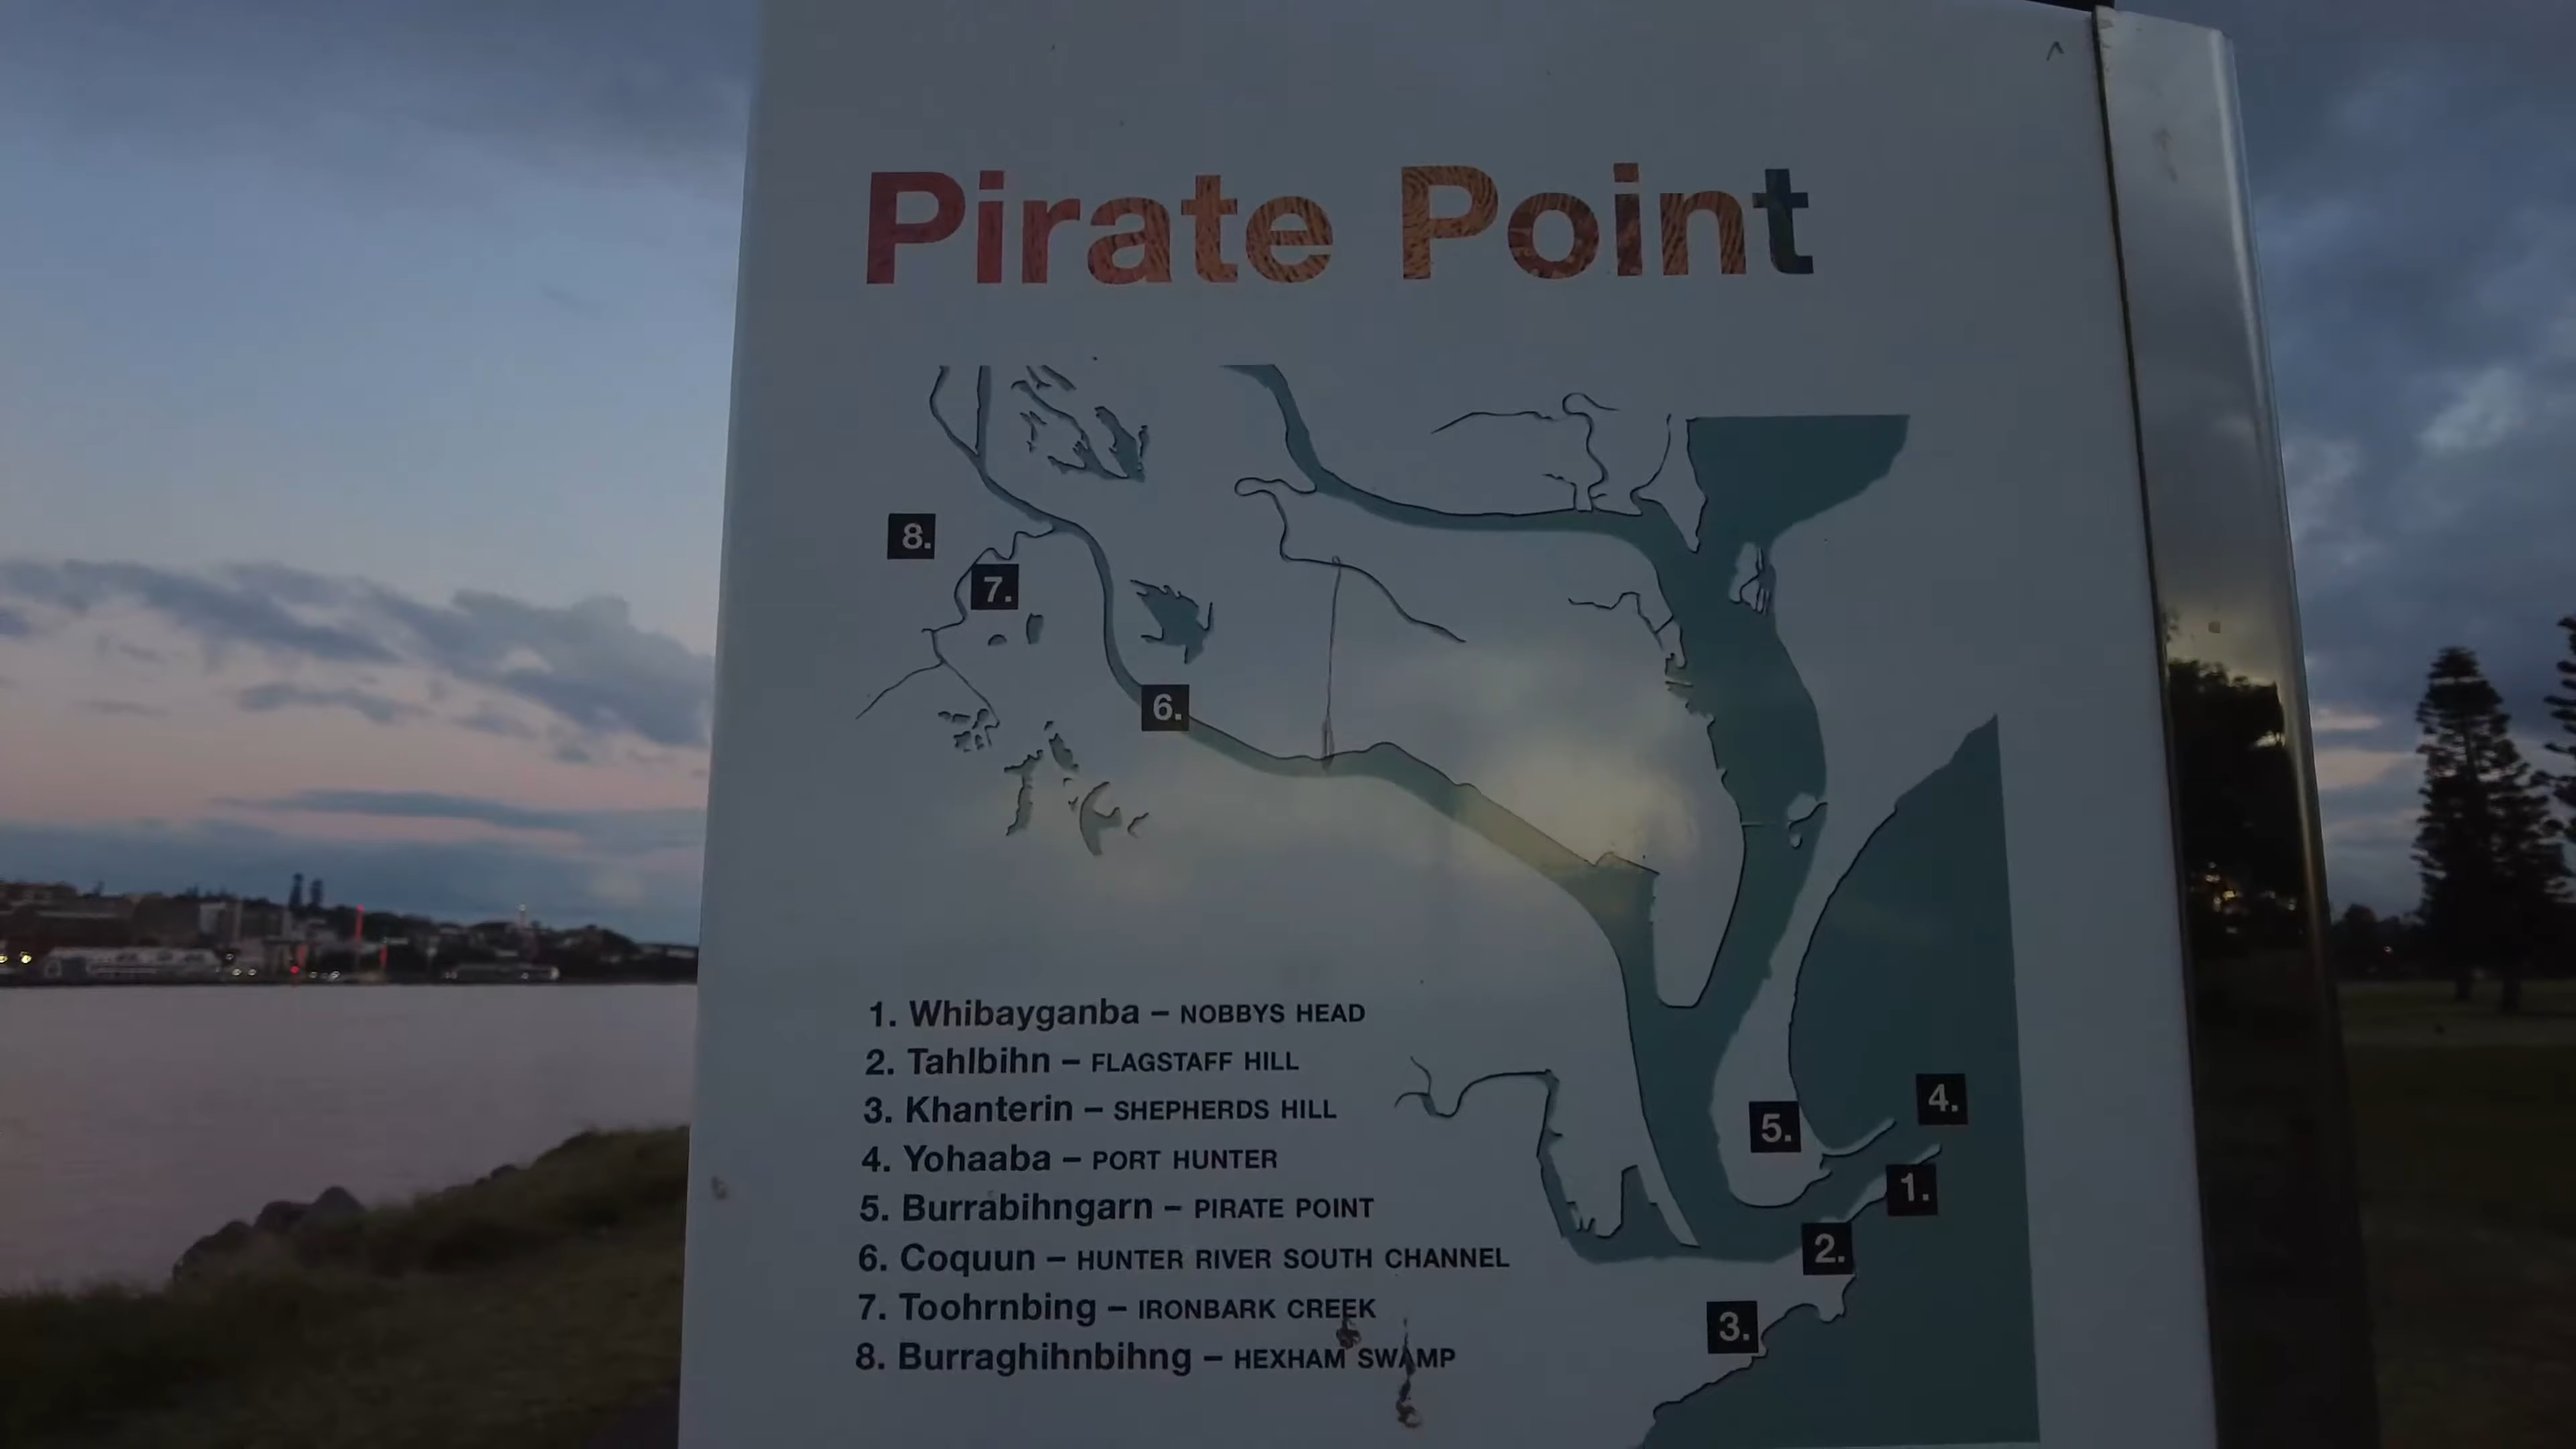 Pirate Point
8.
7.
6.
4.
5.
1.
2.
3.
1. Whibayganba – NOBBYS HEAD
2. Tahlbihn – FLAGSTAFF HILL
3. Khanterin – SHEPHERDS HILL
4. Yohaaba – PORT HUNTER
5. Burrabihngarn – PIRATE POINT
6. Coquun – HUNTER RIVER SOUTH CHANNEL
7. Toohrnbing – IRONBARK CREEK
8. Burraghihnbihng – HEXHAM SWAMP